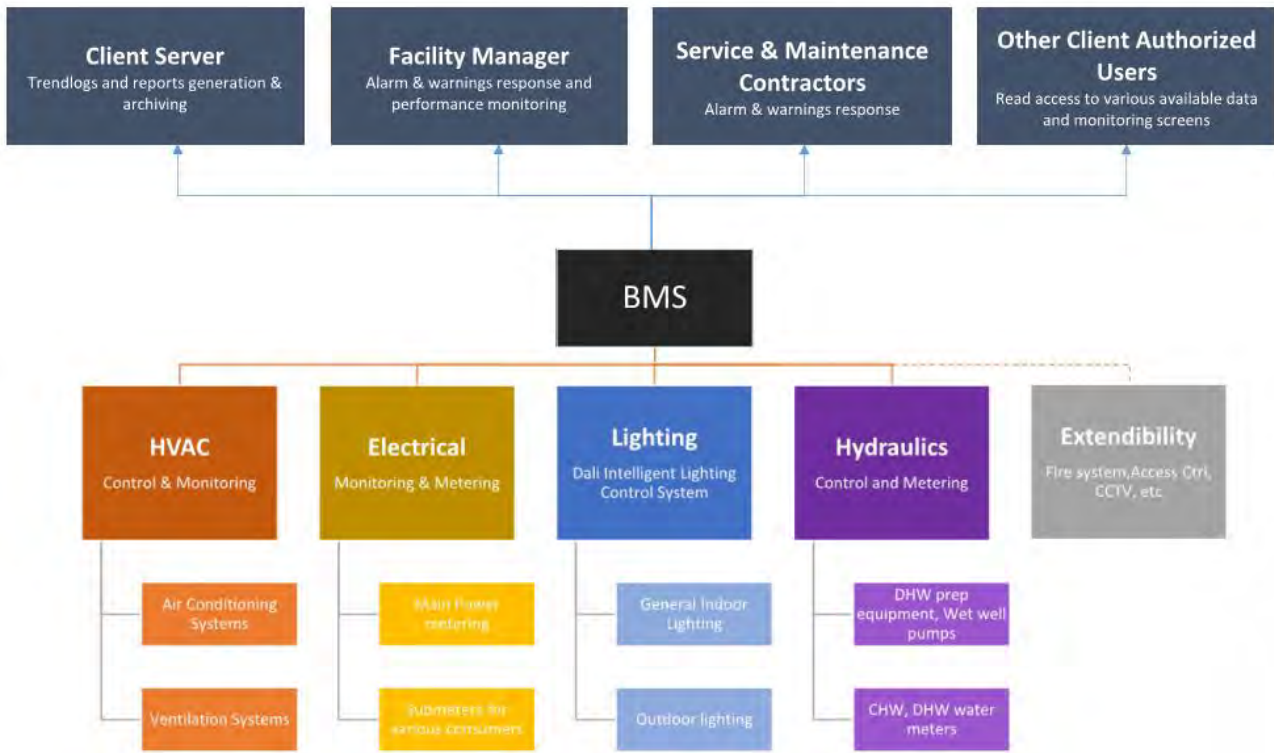 Client Server
Trendlogs and reports generation &
archiving
Facility Manager
Alarm & warnings response and
performance monitoring
Service & Maintenance
Contractors
Alarm & warnings response
Other Client Authorized
Users
Read access to various available data
and monitoring screens
BMS
HVAC
Control & Monitoring
Electrical
Monitoring & Metering
Lighting
Dali Intelligent Lighting
Control System
Hydraulics
Control and Metering
Extendibility
Fire system,Access Ctrl,
CCTV, etc
Air Conditioning
Systems
Ventilation Systems
Main Power
metering
Submeters for
various consumers
General Indoor
Lighting
Outdoor lighting
DHW prep
equipment, Wet well
pumps
CHW, DHW water
meters